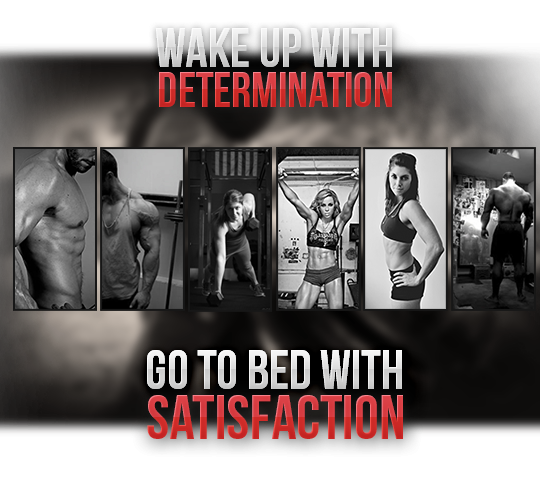 WAKE UP WITH
DETERMINATION
GO TO BED WITH
SATISFACTION